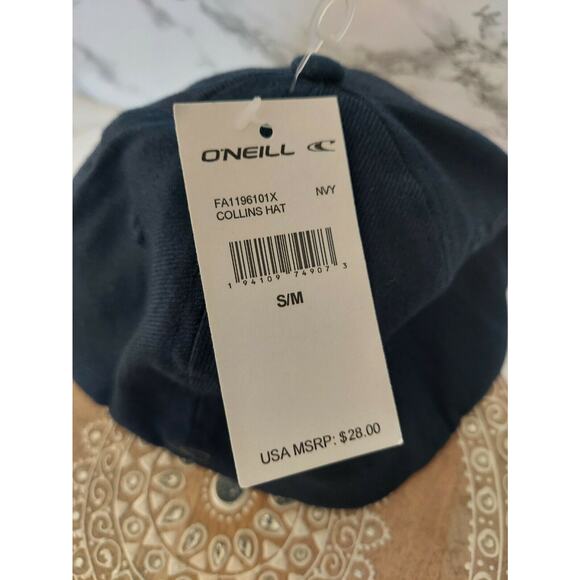 O'NEILL
FA1196101X NVY
COLLINS HAT
1 94109 74907 3
S/M
USA MSRP: $28.00